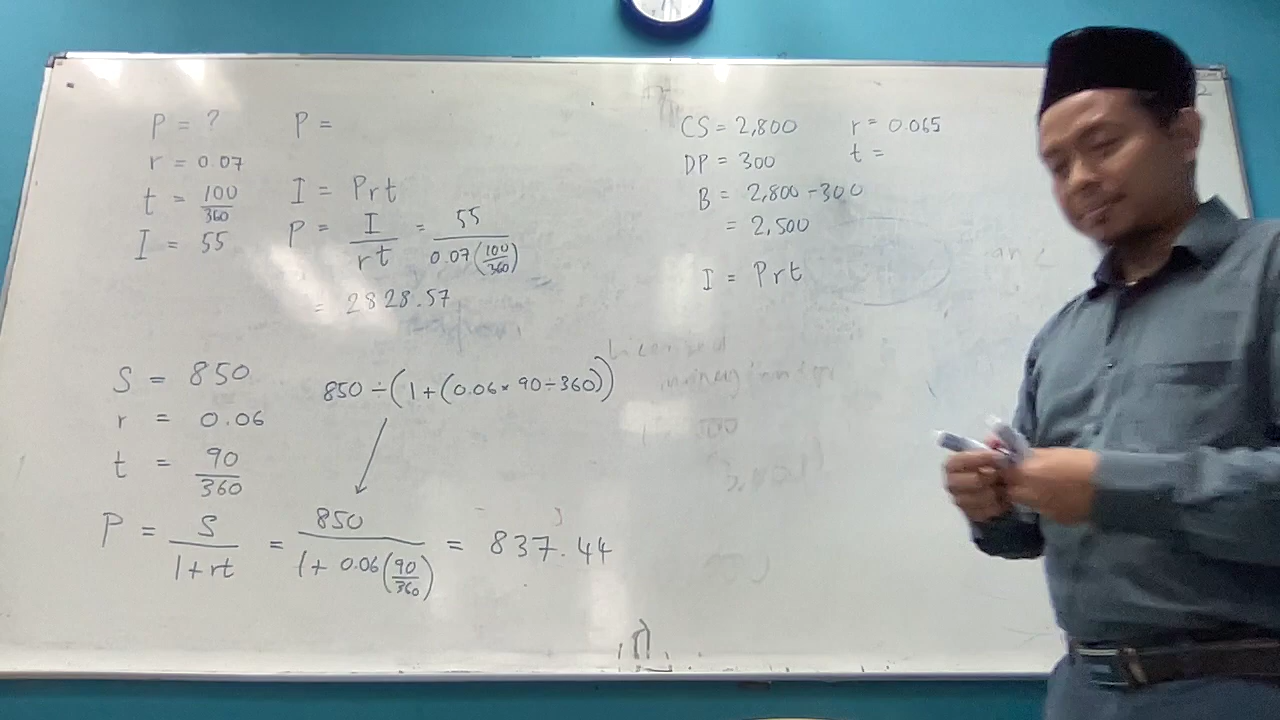 P = ?
r = 0.07
t = 100/360
I = 55
P =
I = Prt
P = I/rt = 55/0.07(100/360)
= 2828.57
S = 850
r = 0.06
t = 90/360
850 ÷ (1 + (0.06 × 90 ÷ 360))
P = S/1+rt = 850/1+ 0.06(90/360) = 837.44
CS = 2,800
DP = 300
B = 2,800 - 300
= 2,500
I = Prt
r = 0.065
t =